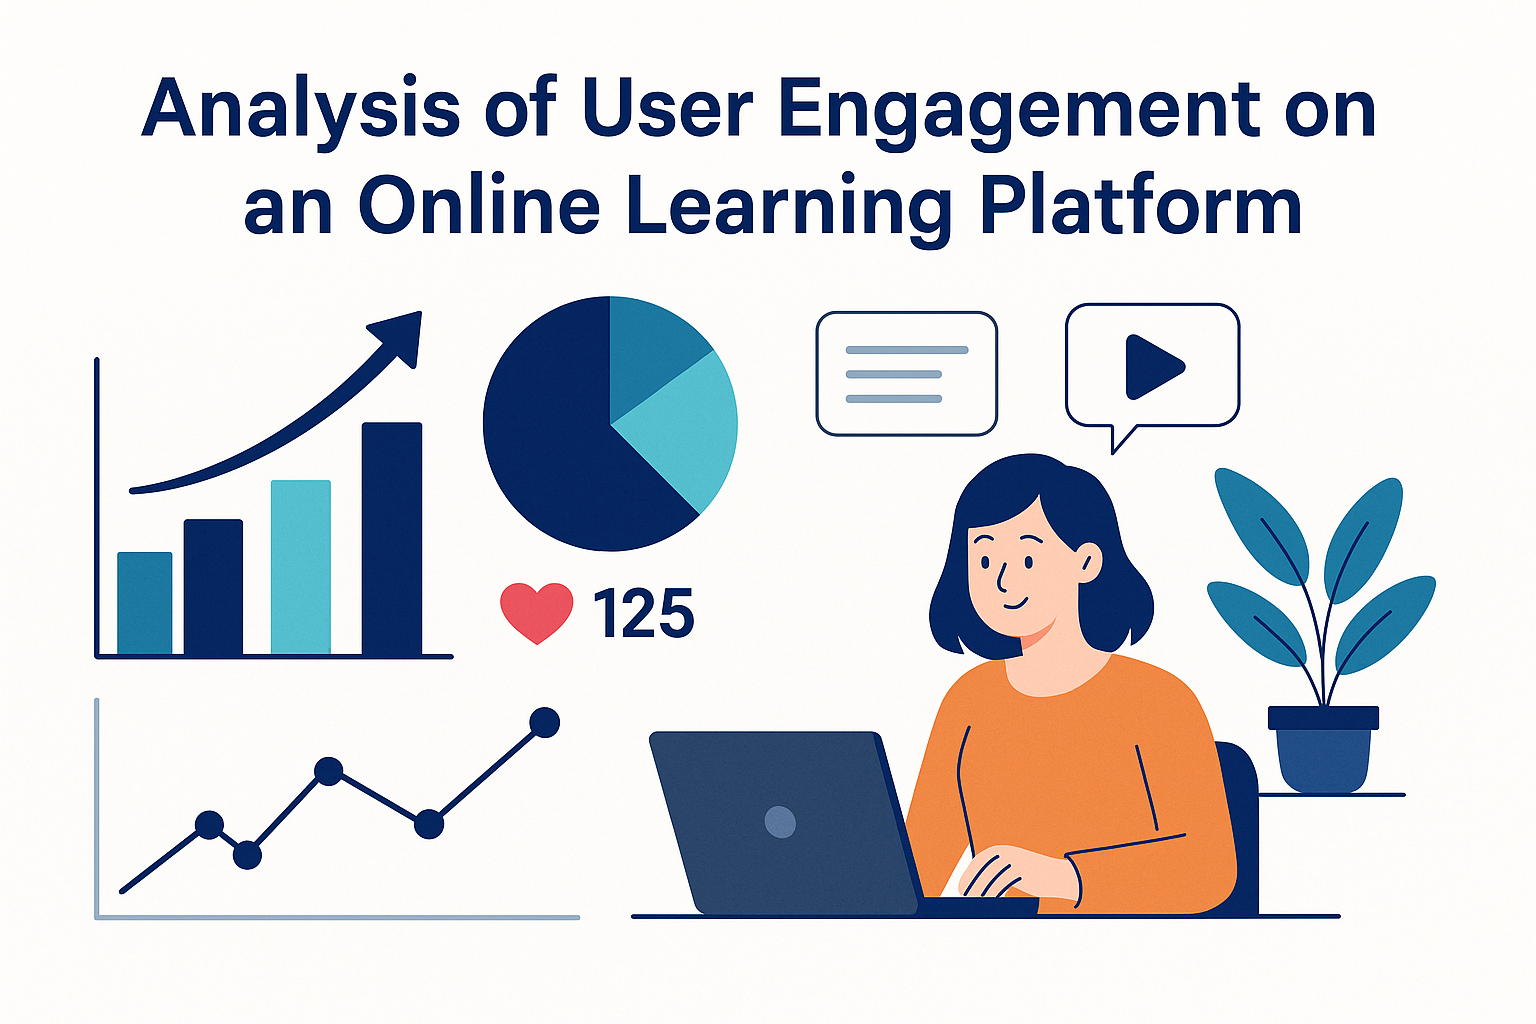 Analysis of User Engagement on
an Online Learning Platform
125